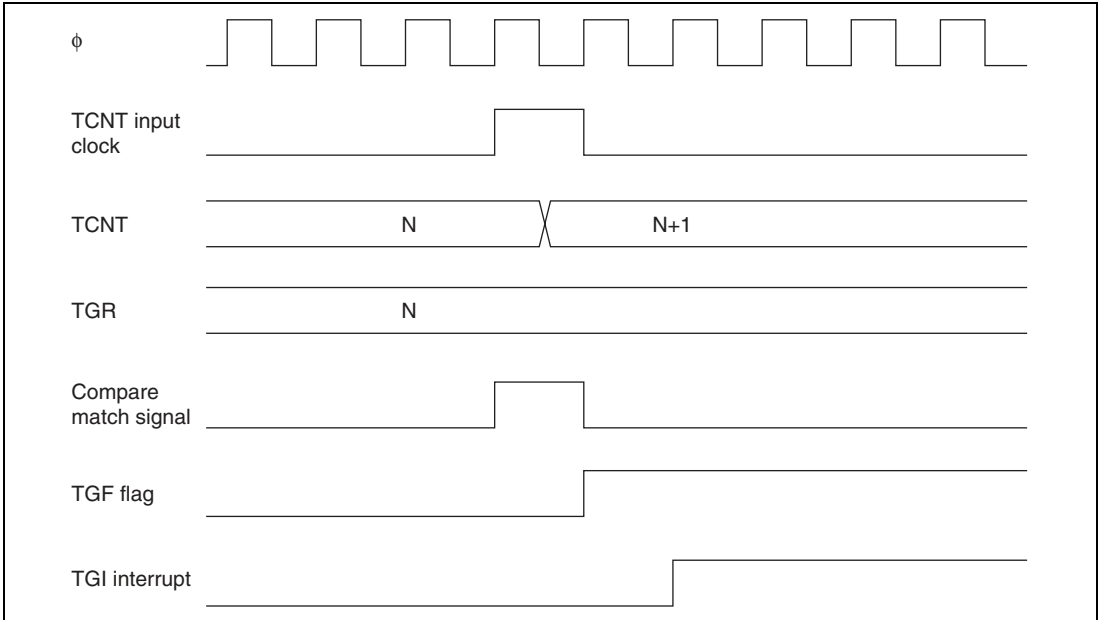 ϕ
TCNT input
clock
TCNT
N
N+1
TGR
N
Compare
match signal
TGF flag
TGI interrupt